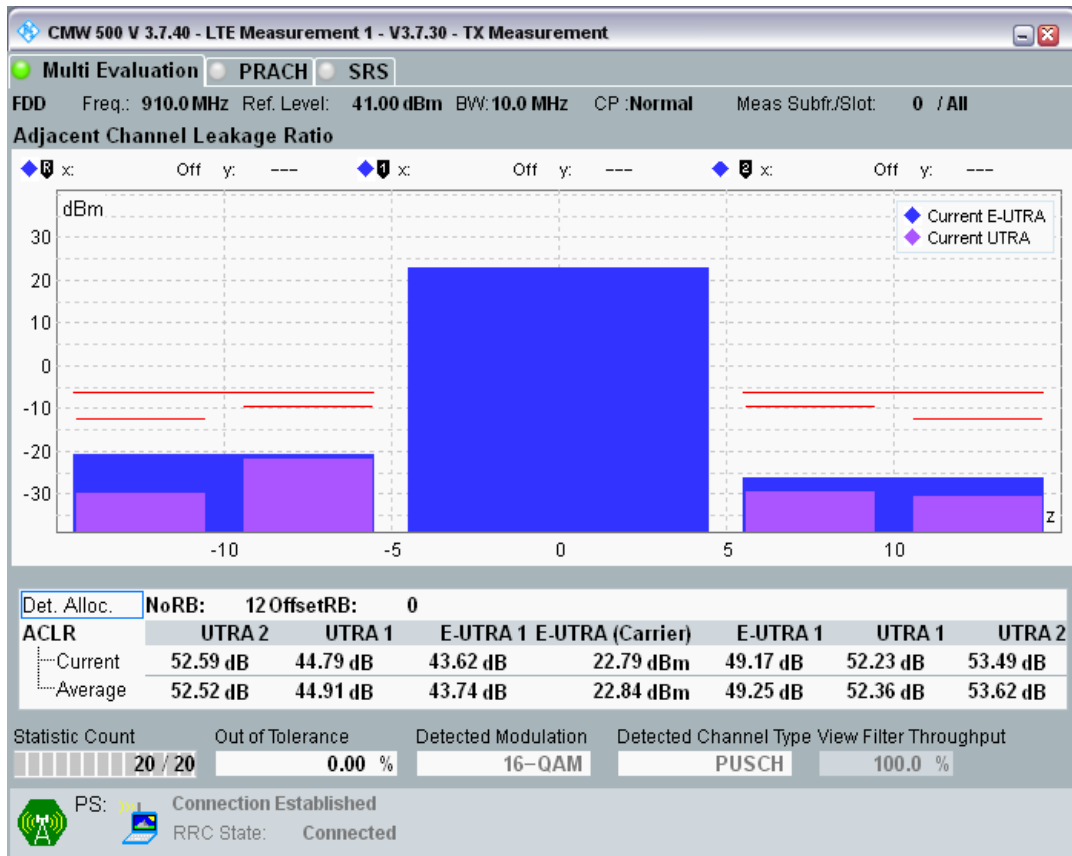 CMW 500 V 3.7.40 - LTE Measurement 1 - V3.7.30 - TX Measurement
Multi Evaluation PRACH SRS
FDD Freq.: 910.0 MHz Ref. Level: 41.00 dBm BW: 10.0 MHz CP :Normal Meas Subfr./Slot: 0 / All
Adjacent Channel Leakage Ratio
R x: Off y: --- 1 x: Off y: --- 2 x: Off y: ---
dBm
Current E-UTRA
Current UTRA
30
20
10
0
-10
-20
-30
z
-10 -5 0 5 10
Det. Alloc. NoRB: 12 OffsetRB: 0
ACLR UTRA 2 UTRA 1 E-UTRA 1 E-UTRA (Carrier) E-UTRA 1 UTRA 1 UTRA 2
Current 52.59 dB 44.79 dB 43.62 dB 22.79 dBm 49.17 dB 52.23 dB 53.49 dB
Average 52.52 dB 44.91 dB 43.74 dB 22.84 dBm 49.25 dB 52.36 dB 53.62 dB
Statistic Count Out of Tolerance Detected Modulation Detected Channel Type View Filter Throughput
20 / 20 0.00 % 16-QAM PUSCH 100.0 %
PS: Connection Established
RRC State: Connected